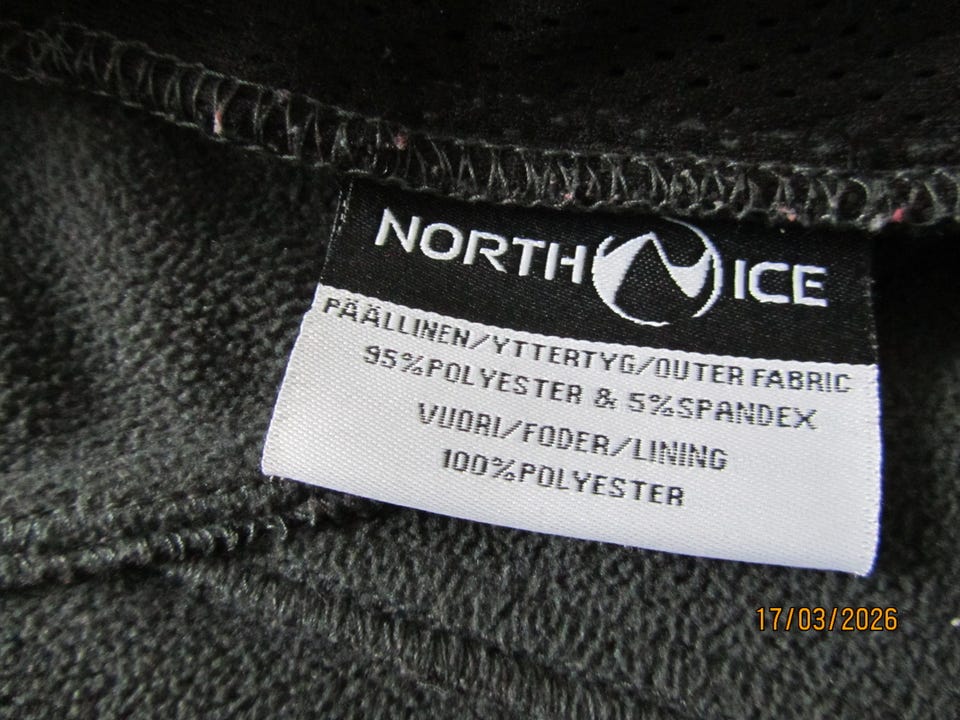 NORTH ICE
PÄÄLLINEN/YTTERTYG/OUTER FABRIC
95%POLYESTER & 5%SPANDEX
VUORI/FODER/LINING
100%POLYESTER
17/03/2026